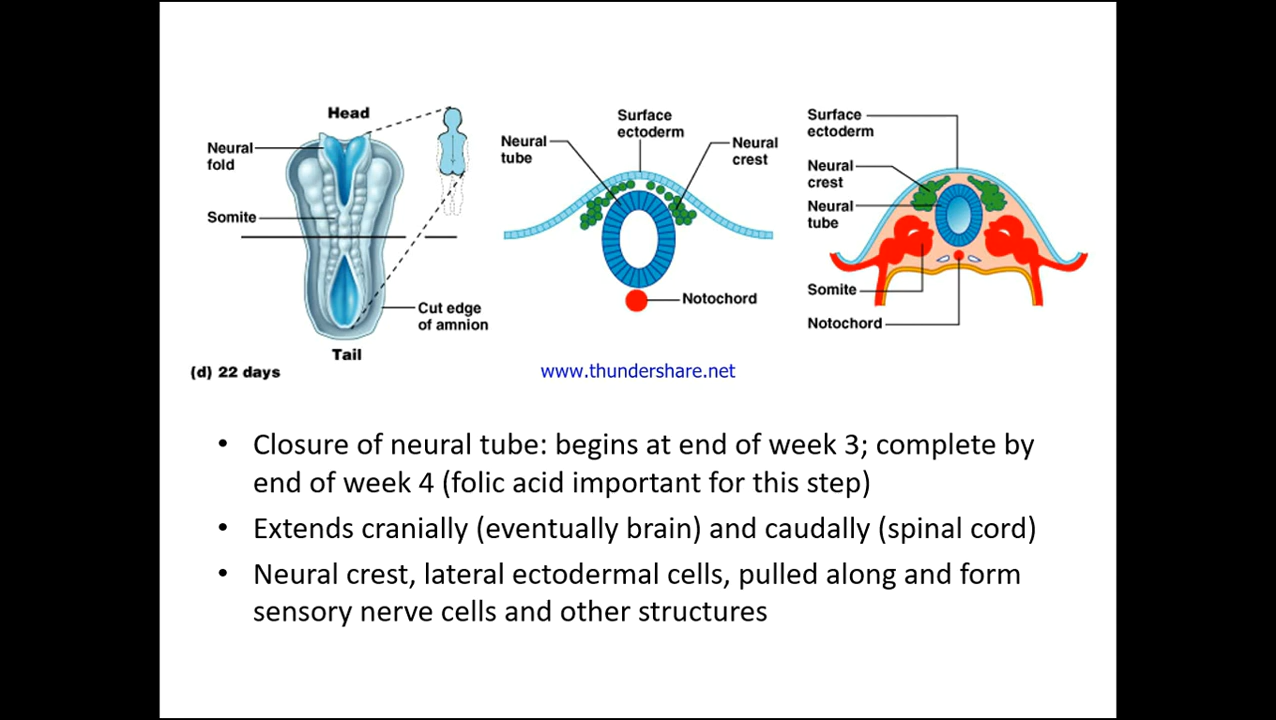 Head
Neural
fold
Somite
Cut edge
of amnion
Tail
(d) 22 days
Surface
ectoderm
Neural
tube
Neural
crest
Notochord
Surface
ectoderm
Neural
crest
Neural
tube
Somite
Notochord
www.thundershare.net
• Closure of neural tube: begins at end of week 3; complete by
end of week 4 (folic acid important for this step)
• Extends cranially (eventually brain) and caudally (spinal cord)
• Neural crest, lateral ectodermal cells, pulled along and form
sensory nerve cells and other structures